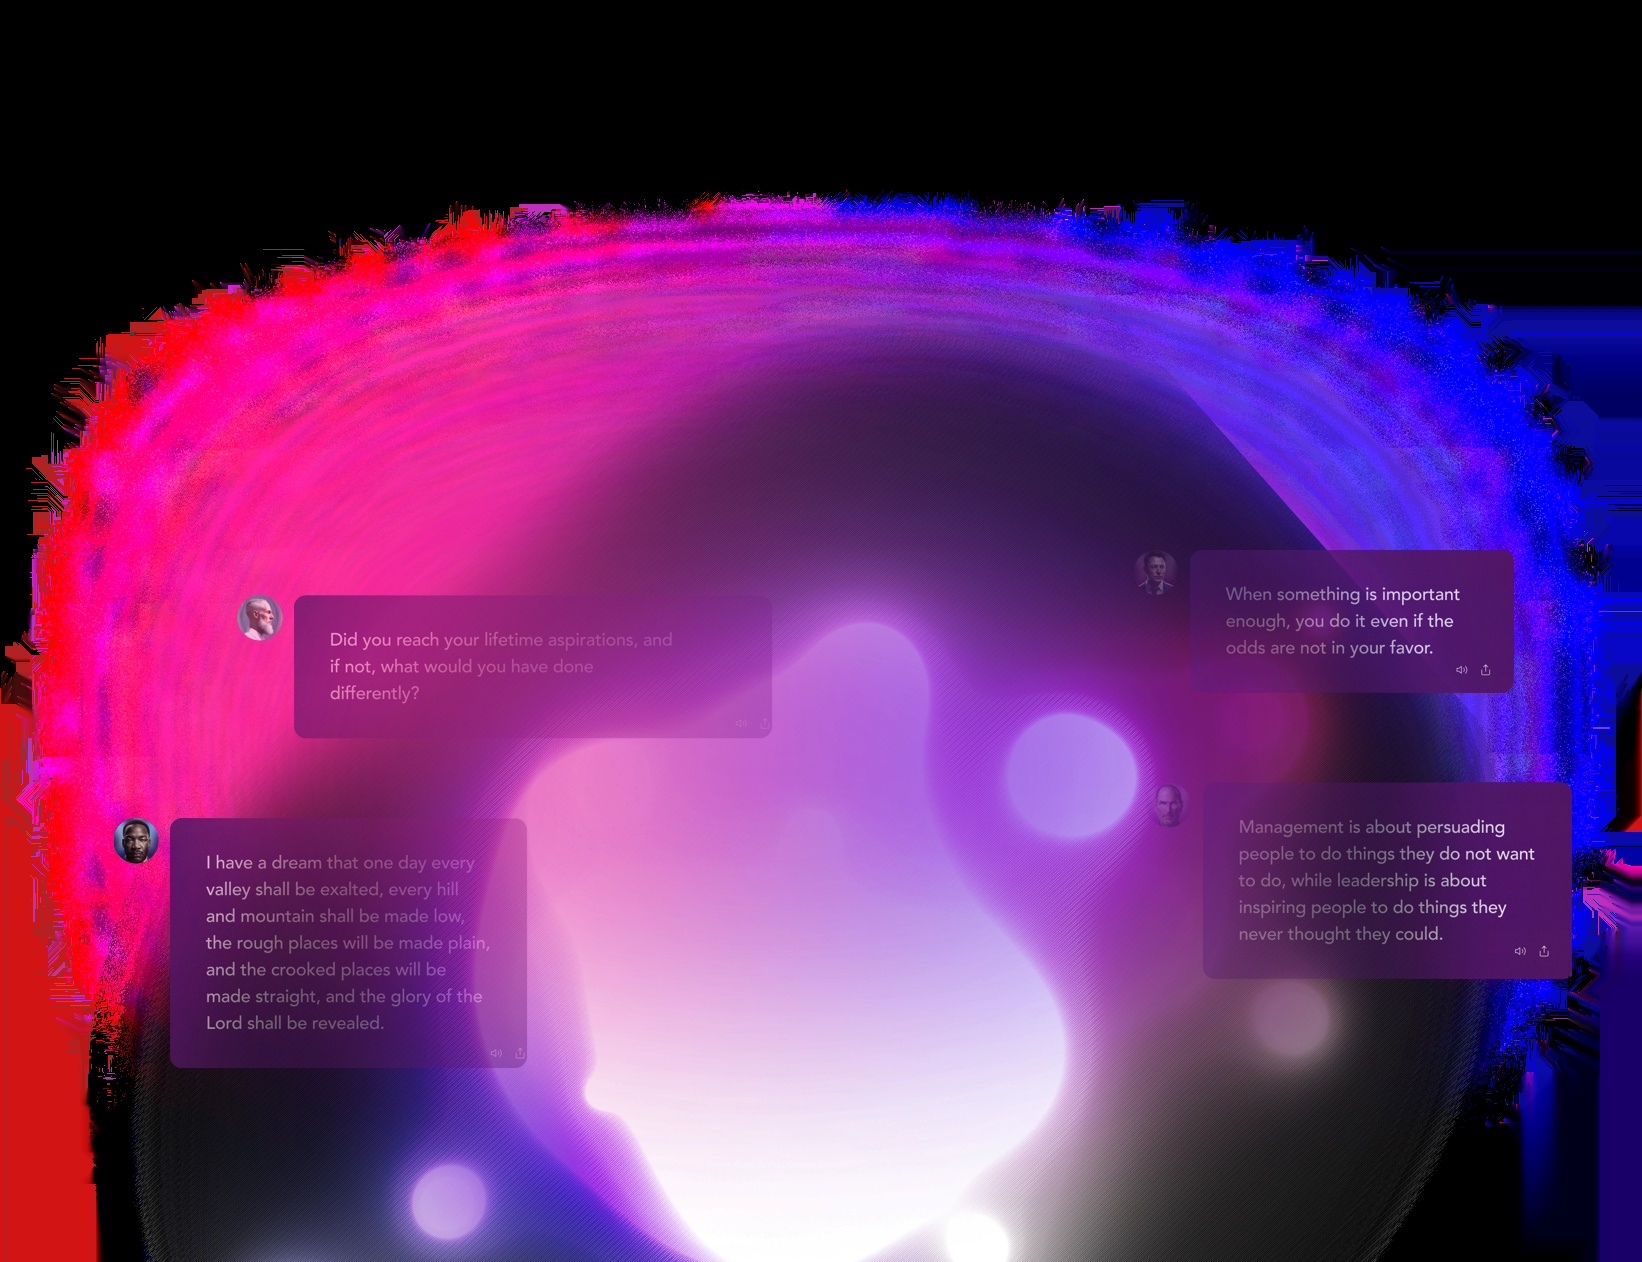 Did you reach your lifetime aspirations, and
if not, what would you have done
differently?
I have a dream that one day every
valley shall be exalted, every hill
and mountain shall be made low,
the rough places will be made plain,
and the crooked places will be
made straight, and the glory of the
Lord shall be revealed.
When something is important
enough, you do it even if the
odds are not in your favor.
Management is about persuading
people to do things they do not want
to do, while leadership is about
inspiring people to do things they
never thought they could.